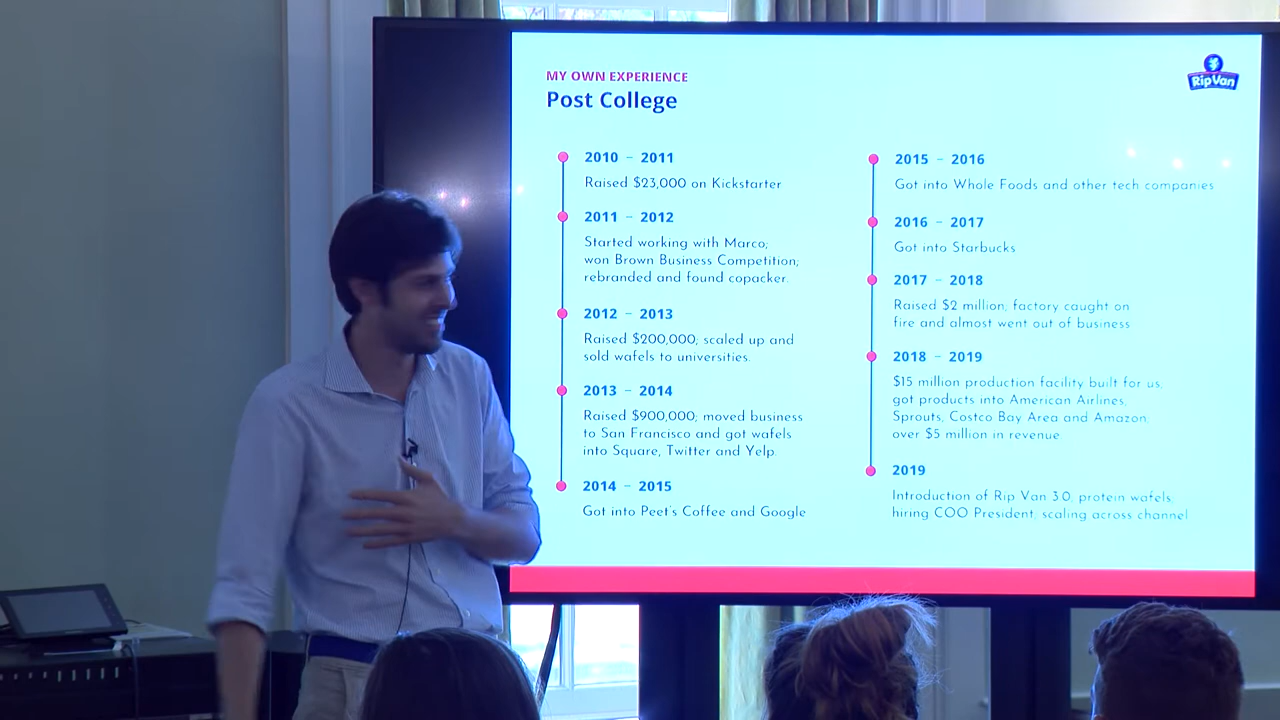 MY OWN EXPERIENCE
Post College
Rip Van
2010 – 2011
Raised $23,000 on Kickstarter
2011 – 2012
Started working with Marco;
won Brown Business Competition;
rebranded and found copacker.
2012 – 2013
Raised $200,000; scaled up and
sold wafels to universities.
2013 – 2014
Raised $900,000; moved business
to San Francisco and got wafels
into Square, Twitter and Yelp.
2014 – 2015
Got into Peet's Coffee and Google
2015 – 2016
Got into Whole Foods and other tech companies
2016 – 2017
Got into Starbucks
2017 – 2018
Raised $2 million; factory caught on
fire and almost went out of business
2018 – 2019
$15 million production facility built for us,
got products into American Airlines,
Sprouts, Costco Bay Area and Amazon;
over $5 million in revenue
2019
Introduction of Rip Van 3.0, protein wafels;
hiring COO President; scaling across channel